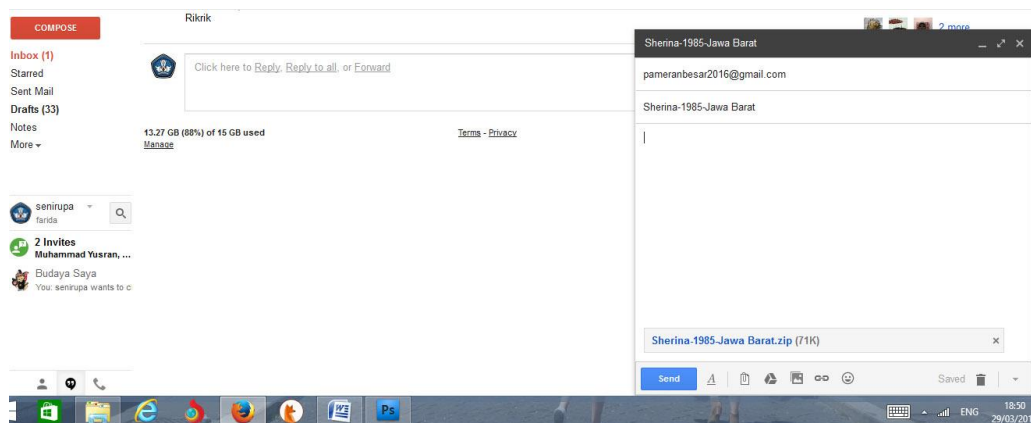 Rikrik
COMPOSE
2 more
Inbox (1)
Starred
Sent Mail
Drafts (33)
Notes
More
Click here to Reply, Reply to all, or Forward
13.27 GB (88%) of 15 GB used
Manage
Terms - Privacy
senirupa
farida
2 Invites
Muhammad Yusran, ...
Budaya Saya
You: senirupa wants to c
Sherina-1985-Jawa Barat
pameranbesar2016@gmail.com
Sherina-1985-Jawa Barat
Sherina-1985-Jawa Barat.zip (71K)
Send
Saved
Ps
ENG
18:50
29/03/201